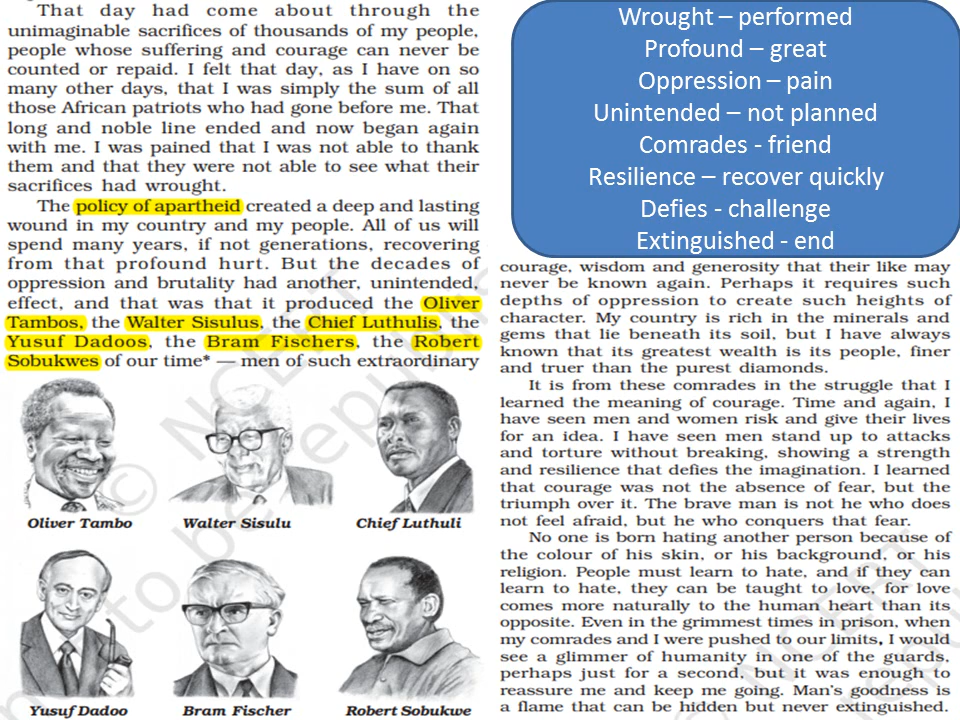 That day had come about through the
unimaginable sacrifices of thousands of my people,
people whose suffering and courage can never be
counted or repaid. I felt that day, as I have on so
many other days, that I was simply the sum of all
those African patriots who had gone before me. That
long and noble line ended and now began again
with me. I was pained that I was not able to thank
them and that they were not able to see what their
sacrifices had wrought.
The policy of apartheid created a deep and lasting
wound in my country and my people. All of us will
spend many years, if not generations, recovering
from that profound hurt. But the decades of
oppression and brutality had another, unintended,
effect, and that was that it produced the Oliver
Tambos, the Walter Sisulus, the Chief Luthulis, the
Yusuf Dadoos, the Bram Fischers, the Robert
Sobukwes of our time* — men of such extraordinary
Oliver Tambo
Walter Sisulu
Chief Luthuli
Yusuf Dadoo
Bram Fischer
Robert Sobukwe
Wrought – performed
Profound – great
Oppression – pain
Unintended – not planned
Comrades - friend
Resilience – recover quickly
Defies - challenge
Extinguished - end
courage, wisdom and generosity that their like may
never be known again. Perhaps it requires such
depths of oppression to create such heights of
character. My country is rich in the minerals and
gems that lie beneath its soil, but I have always
known that its greatest wealth is its people, finer
and truer than the purest diamonds.
It is from these comrades in the struggle that I
learned the meaning of courage. Time and again, I
have seen men and women risk and give their lives
for an idea. I have seen men stand up to attacks
and torture without breaking, showing a strength
and resilience that defies the imagination. I learned
that courage was not the absence of fear, but the
triumph over it. The brave man is not he who does
not feel afraid, but he who conquers that fear.
No one is born hating another person because of
the colour of his skin, or his background, or his
religion. People must learn to hate, and if they can
learn to hate, they can be taught to love, for love
comes more naturally to the human heart than its
opposite. Even in the grimmest times in prison, when
my comrades and I were pushed to our limits, I would
see a glimmer of humanity in one of the guards,
perhaps just for a second, but it was enough to
reassure me and keep me going. Man's goodness is
a flame that can be hidden but never extinguished.
© NCERT
to be republ
© NCERT